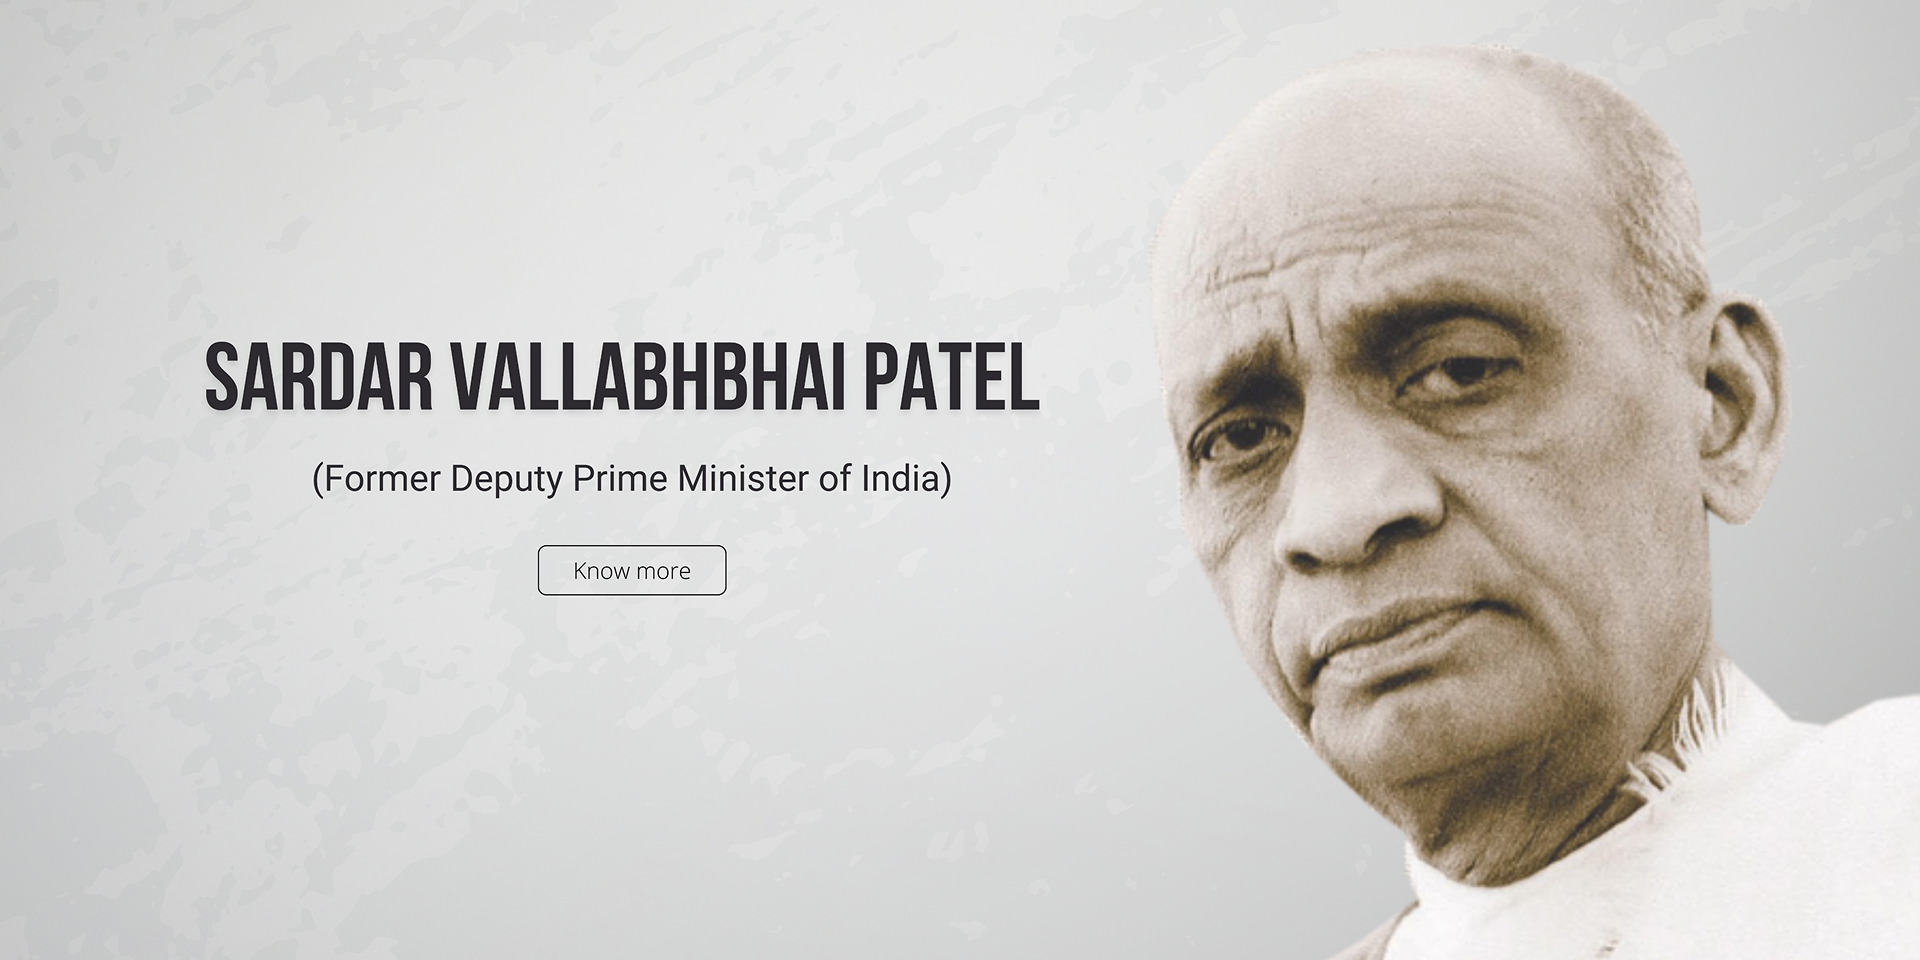 SARDAR VALLABHBHAI PATEL
(Former Deputy Prime Minister of India)
Know more